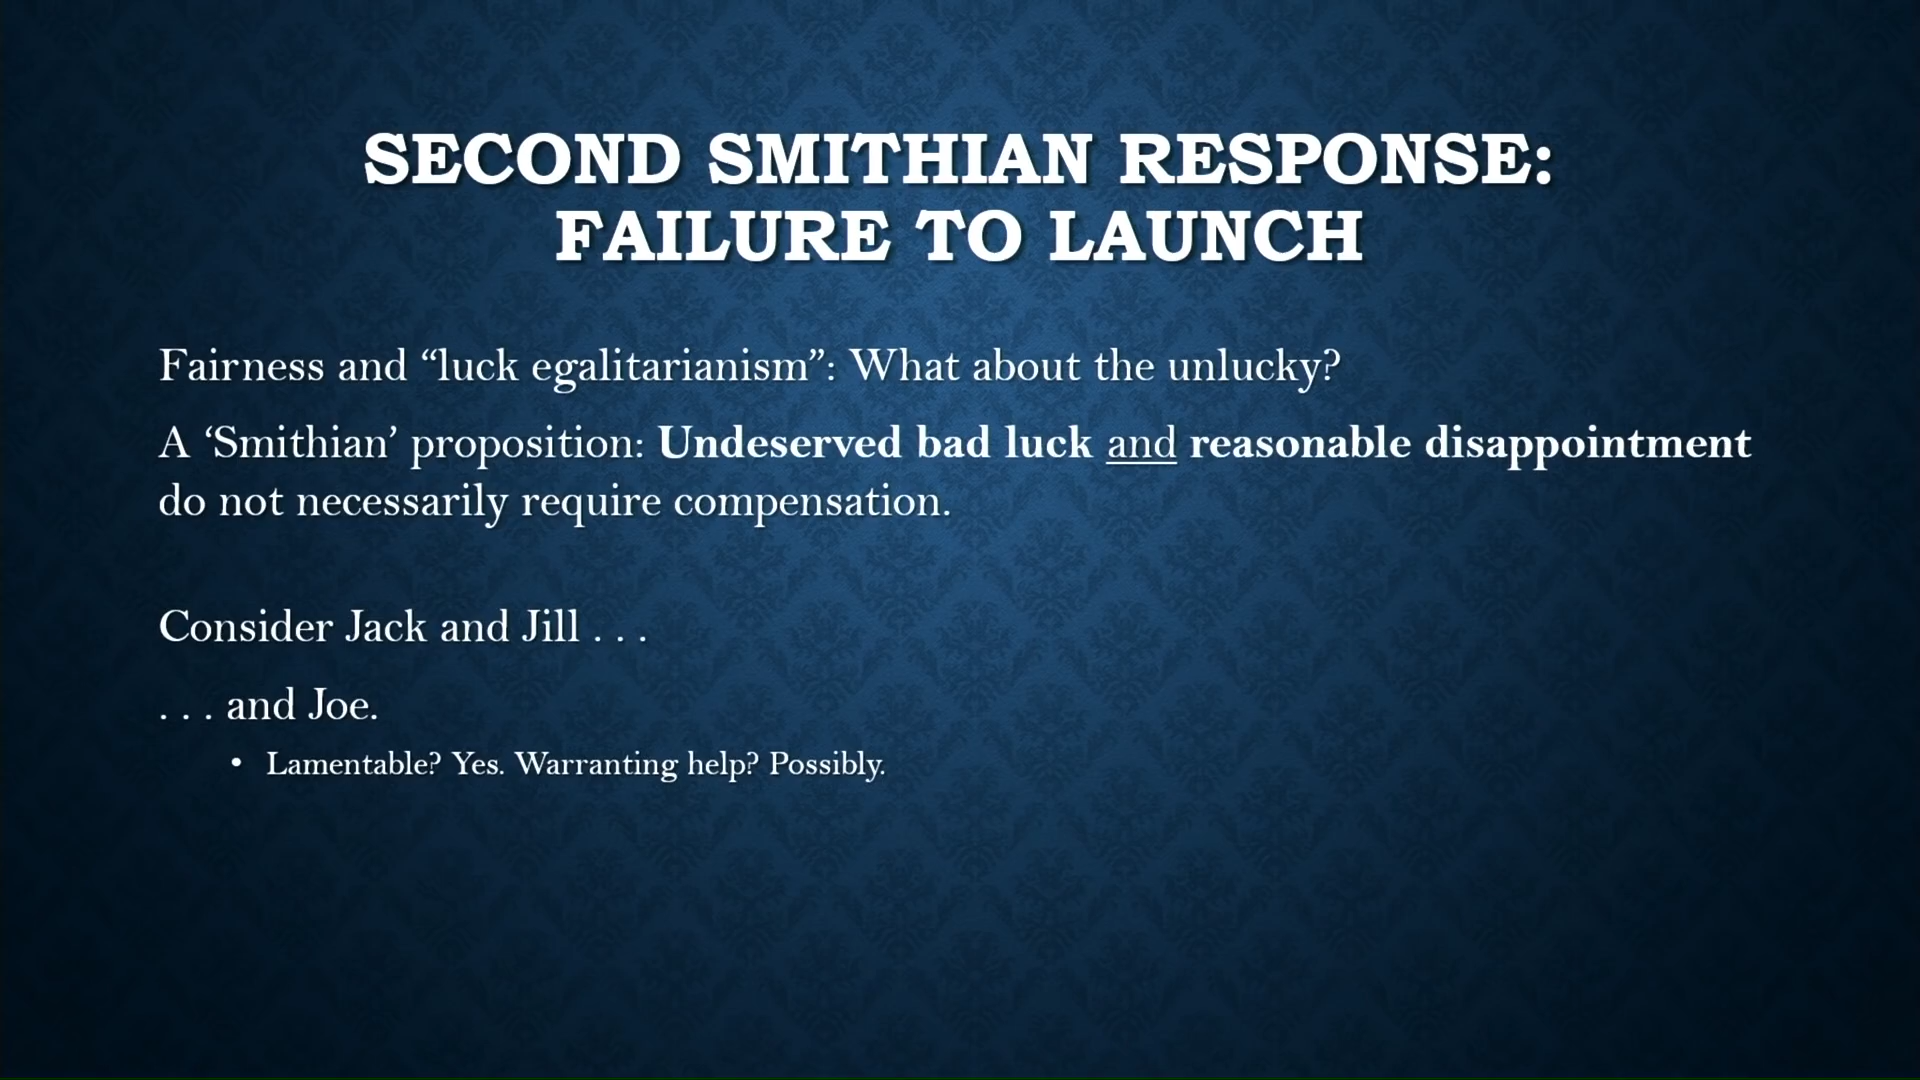 SECOND SMITHIAN RESPONSE:
FAILURE TO LAUNCH
Fairness and “luck egalitarianism”: What about the unlucky?
A ‘Smithian’ proposition: Undeserved bad luck and reasonable disappointment
do not necessarily require compensation.
Consider Jack and Jill . . .
. . . and Joe.
• Lamentable? Yes. Warranting help? Possibly.